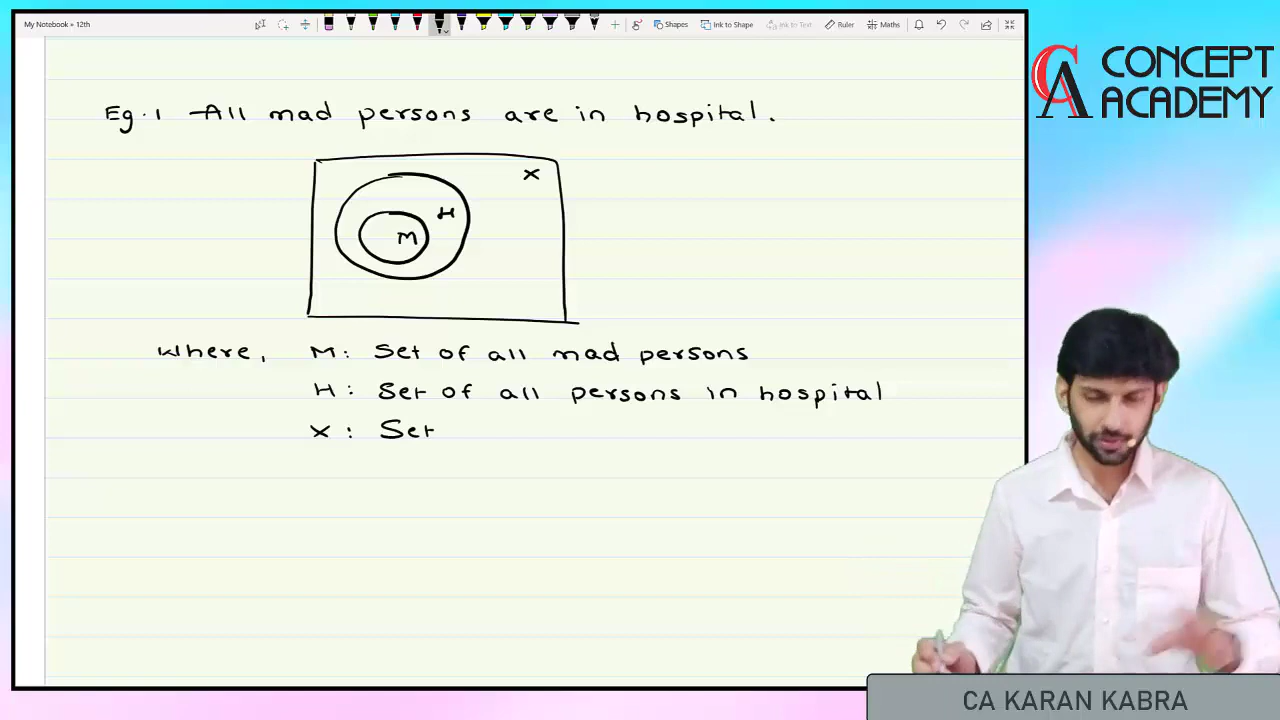 My Notebook » 12th
Shapes
Ink to Shape
Ink to Text
Ruler
Maths
CONCEPT
ACADEMY
Eg.1 All mad persons are in hospital.
X
H
M
Where, M: Set of all mad persons
H: Set of all persons in hospital
X: Set
CA KARAN KABRA